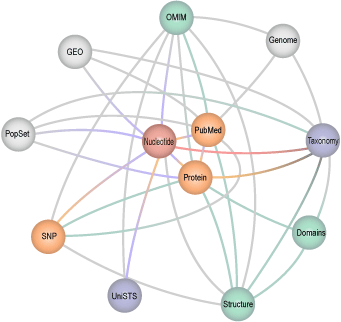 OMIM
Genome
GEO
PopSet
PubMed
Nucleotide
Taxonomy
Protein
SNP
Domains
UniSTS
Structure